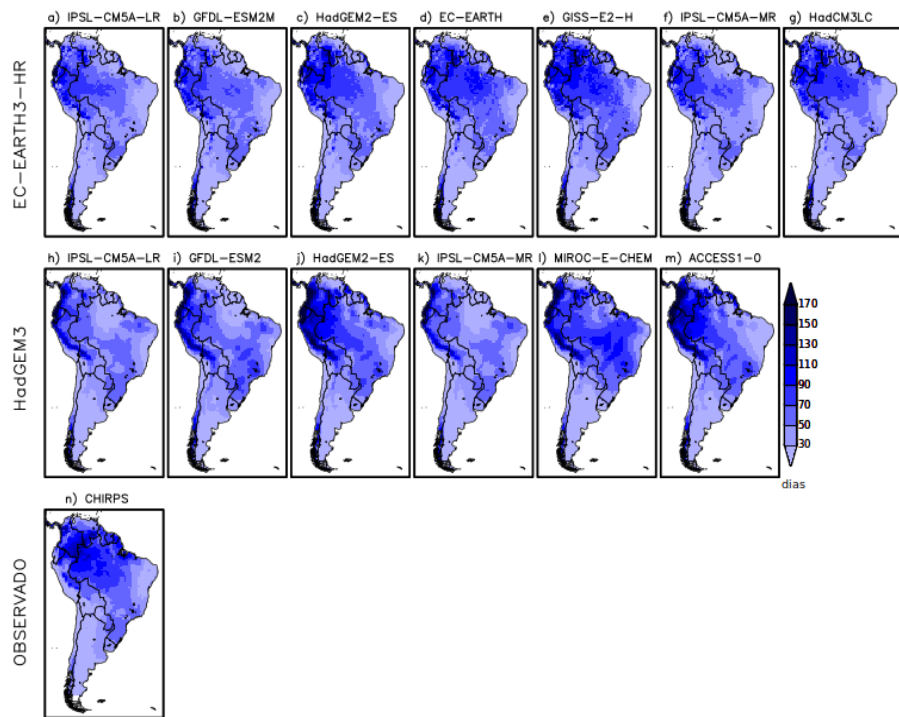 a) IPSL-CM5A-LR b) GFDL-ESM2M c) HadGEM2-ES d) EC-EARTH e) GISS-E2-H f) IPSL-CM5A-MR g) HadCM3LC
EC-EARTH3-HR
h) IPSL-CM5A-LR i) GFDL-ESM2 j) HadGEM2-ES k) IPSL-CM5A-MR l) MIROC-E-CHEM m) ACCESS1-0
HadGEM3
170
150
130
110
90
70
50
30
dias
n) CHIRPS
OBSERVADO